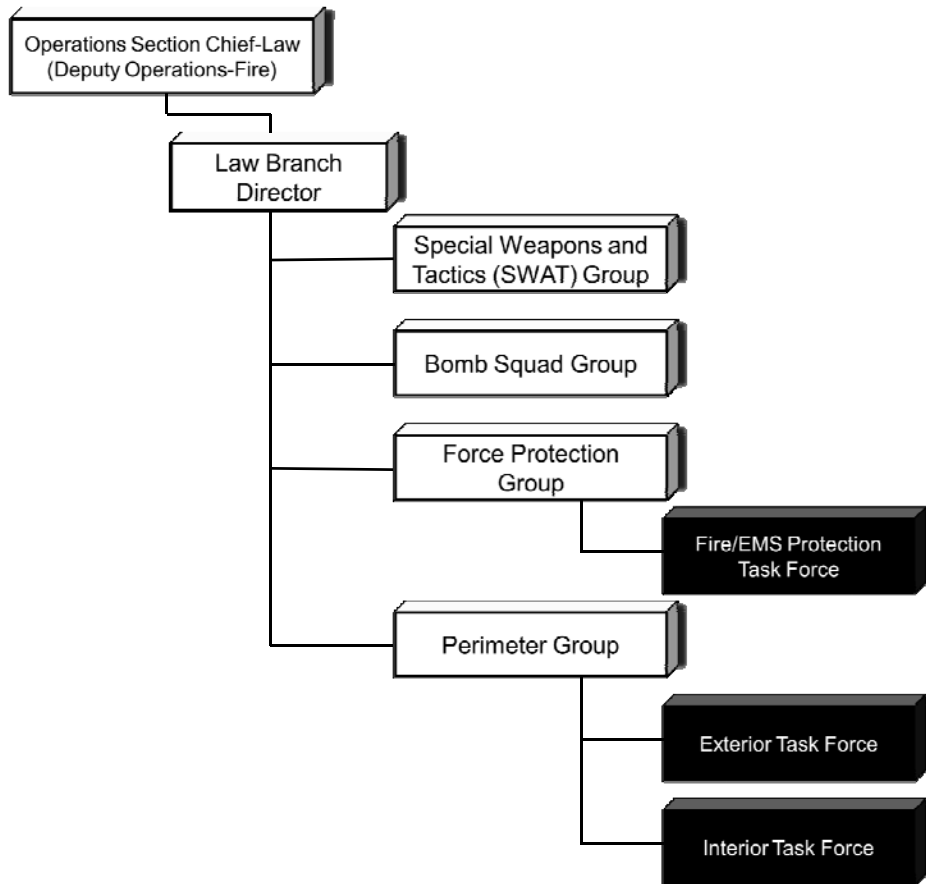 Operations Section Chief-Law
(Deputy Operations-Fire)
Law Branch
Director
Special Weapons and
Tactics (SWAT) Group
Bomb Squad Group
Force Protection
Group
Fire/EMS Protection
Task Force
Perimeter Group
Exterior Task Force
Interior Task Force